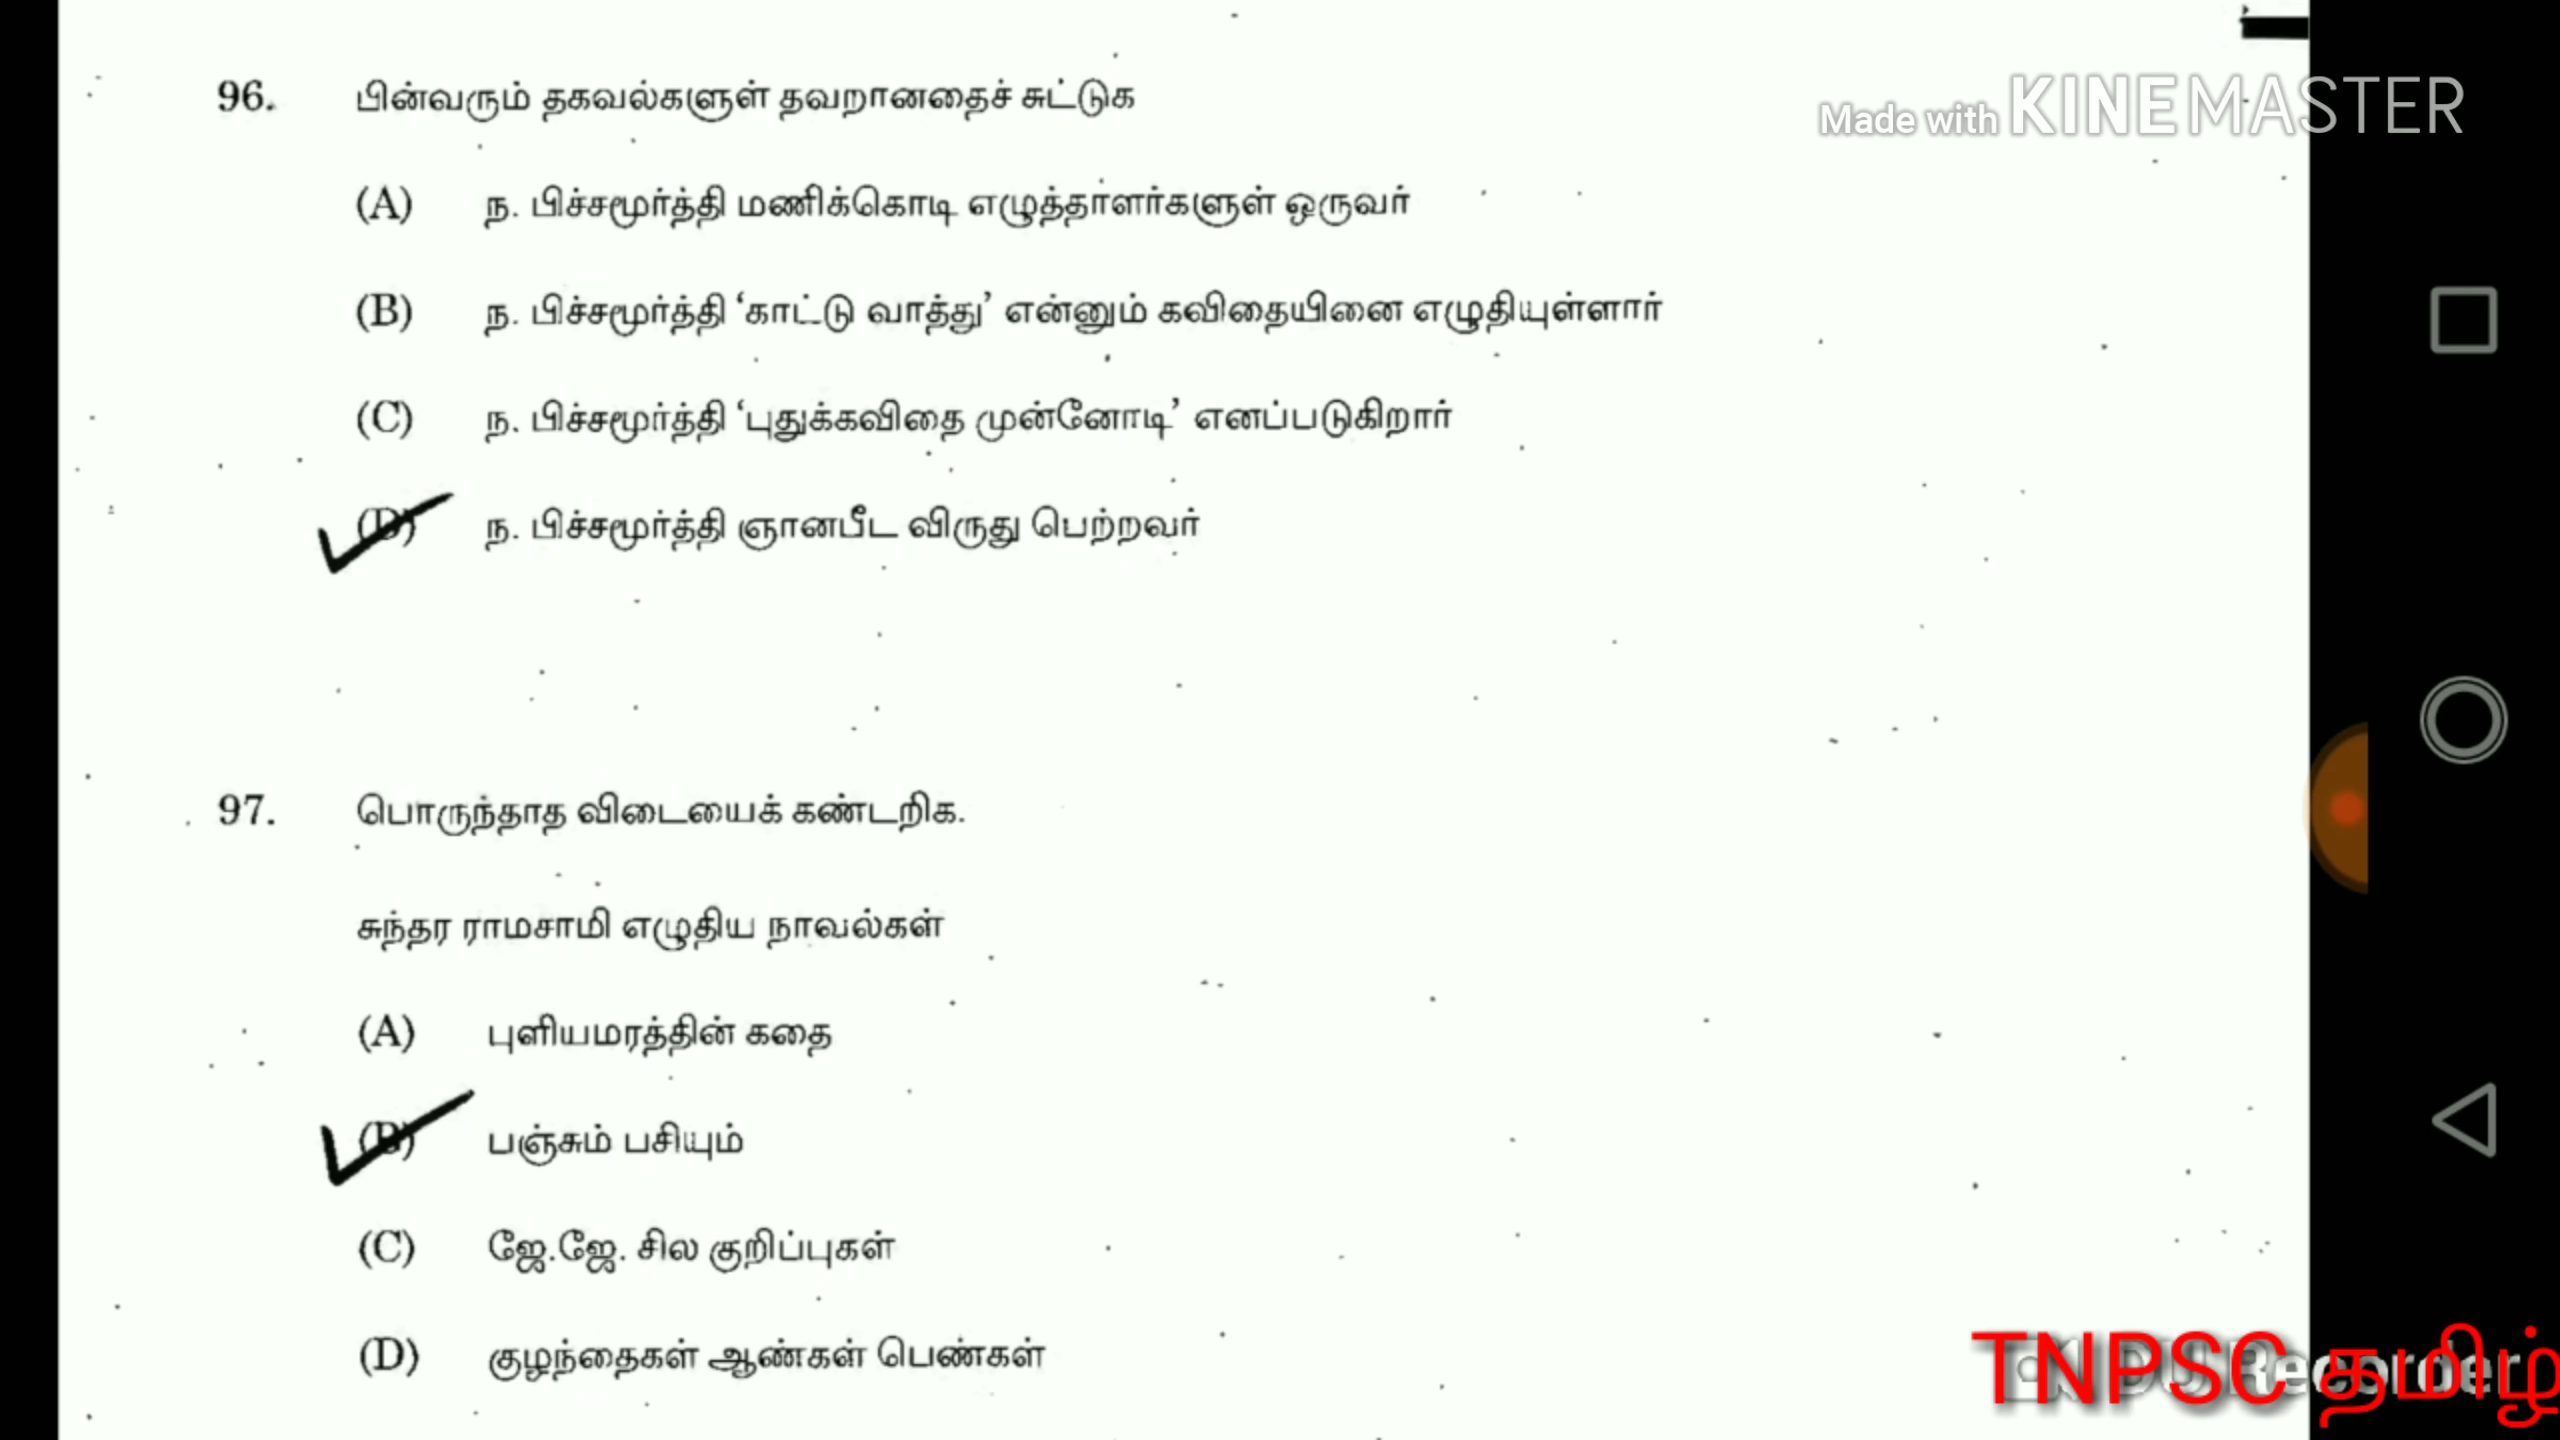 Made with KINEMASTER
96. பின்வரும் தகவல்களுள் தவறானதைச் சுட்டுக
(A) ந. பிச்சமூர்த்தி மணிக்கொடி எழுத்தாளர்களுள் ஒருவர்
(B) ந. பிச்சமூர்த்தி ‘காட்டு வாத்து’ என்னும் கவிதையினை எழுதியுள்ளார்
(C) ந. பிச்சமூர்த்தி ‘புதுக்கவிதை முன்னோடி’ எனப்படுகிறார்
(D) ந. பிச்சமூர்த்தி ஞானபீட விருது பெற்றவர்
97. பொருந்தாத விடையைக் கண்டறிக.
சுந்தர ராமசாமி எழுதிய நாவல்கள்
(A) புளியமரத்தின் கதை
(B) பஞ்சும் பசியும்
(C) ஜே.ஜே. சில குறிப்புகள்
(D) குழந்தைகள் ஆண்கள் பெண்கள்
TNPSC தமிழ்
Recorder